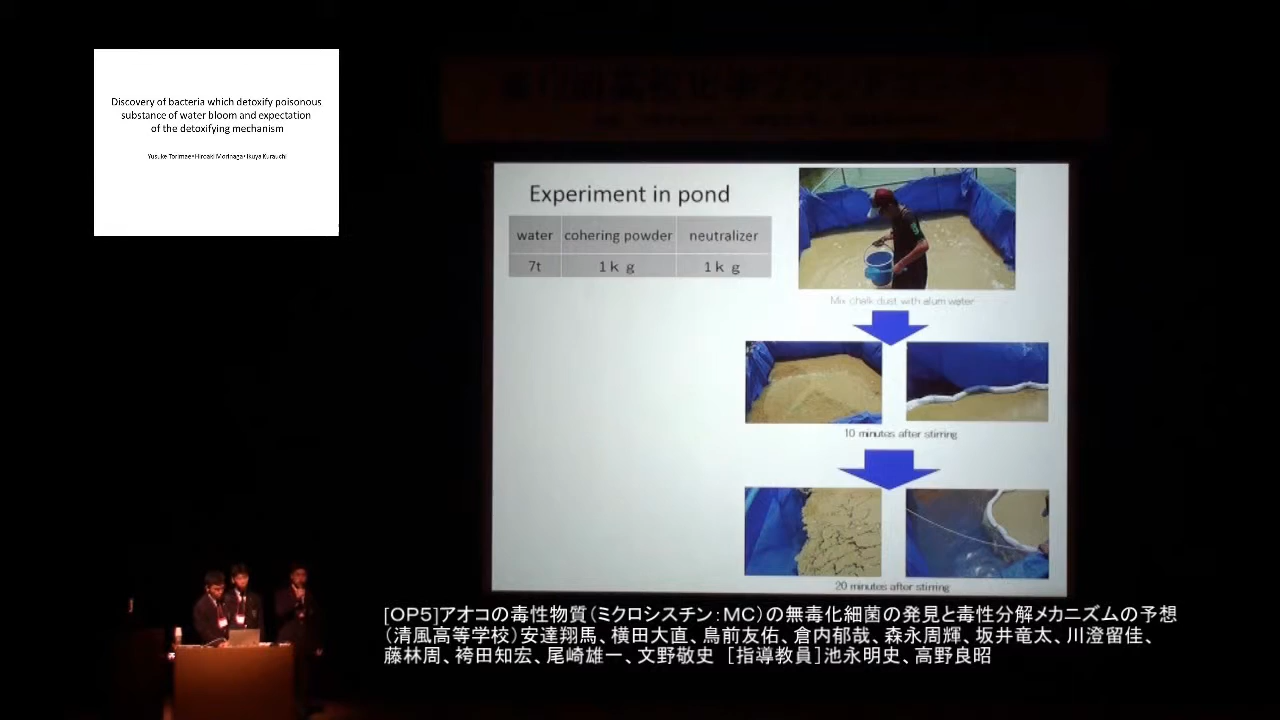 Discovery of bacteria which detoxify poisonous
substance of water bloom and expectation
of the detoxifying mechanism
Yusuke Torimae・Hiroaki Morinaga・Ikuya Kurauchi
Experiment in pond
water cohering powder neutralizer
7t 1ｋｇ 1ｋｇ
Mix chalk dust with alum water
10 minutes after stirring
20 minutes after stirring
[OP5]アオコの毒性物質（ミクロシスチン：MC）の無毒化細菌の発見と毒性分解メカニズムの予想
（清風高等学校）安達翔馬、横田大直、鳥前友佑、倉内郁哉、森永周輝、坂井竜太、川澄留佳、
藤林周、袴田知宏、尾崎雄一、文野敬史 ［指導教員］池永明史、高野良昭